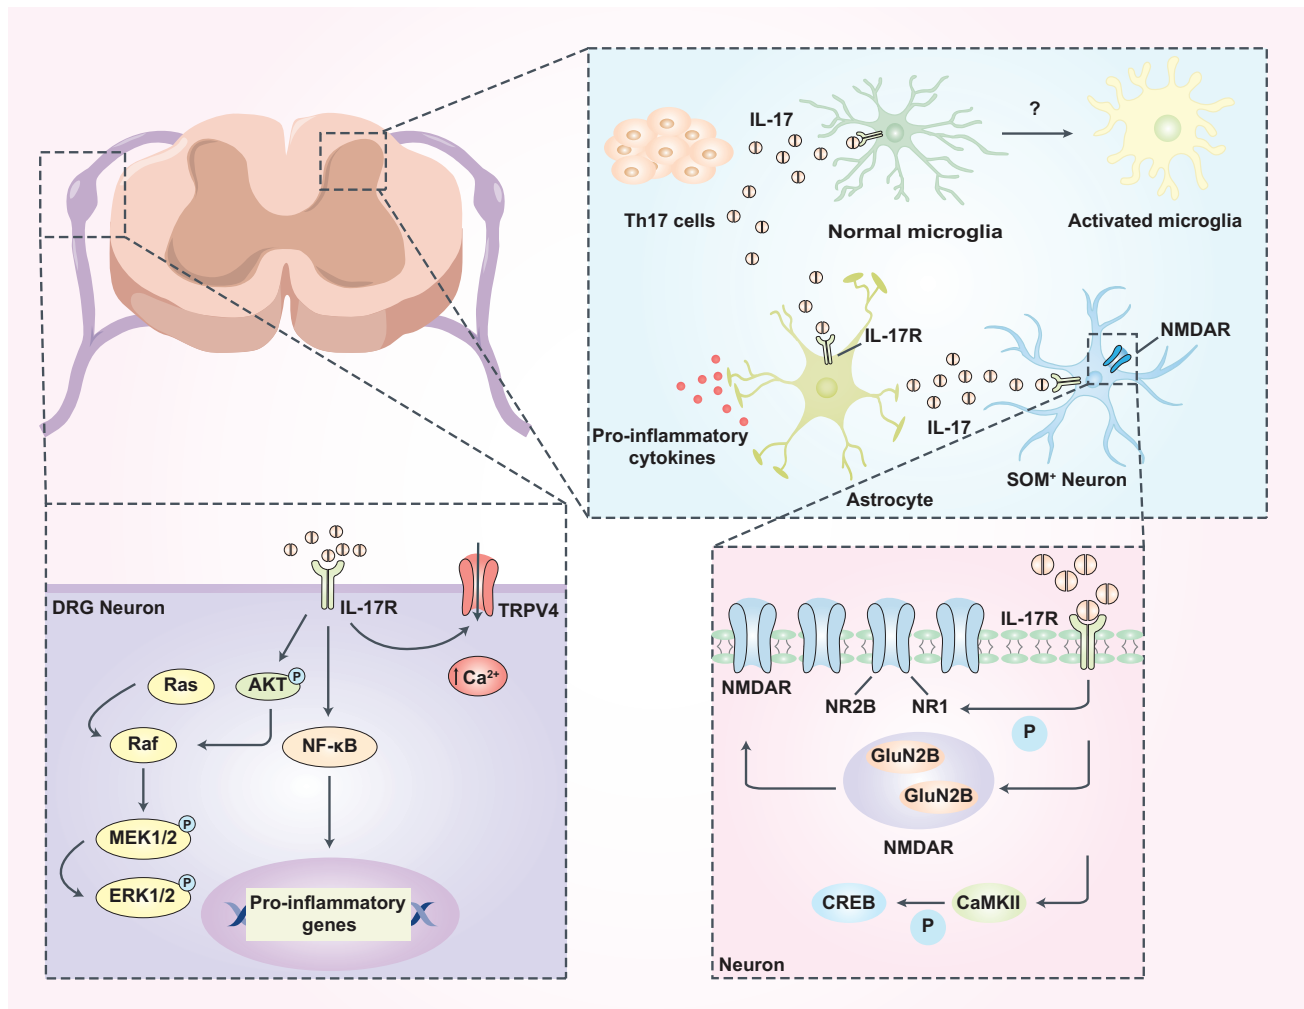 IL-17
?
Th17 cells
Normal microglia
Activated microglia
IL-17R
NMDAR
Pro-inflammatory
cytokines
IL-17
Astrocyte
SOM⁺ Neuron
DRG Neuron
IL-17R
TRPV4
Ca²⁺
Ras
AKT
P
Raf
NF-κB
MEK1/2
P
ERK1/2
P
Pro-inflammatory
genes
IL-17R
NMDAR
NR2B
NR1
P
GluN2B
GluN2B
NMDAR
CREB
CaMKII
P
Neuron